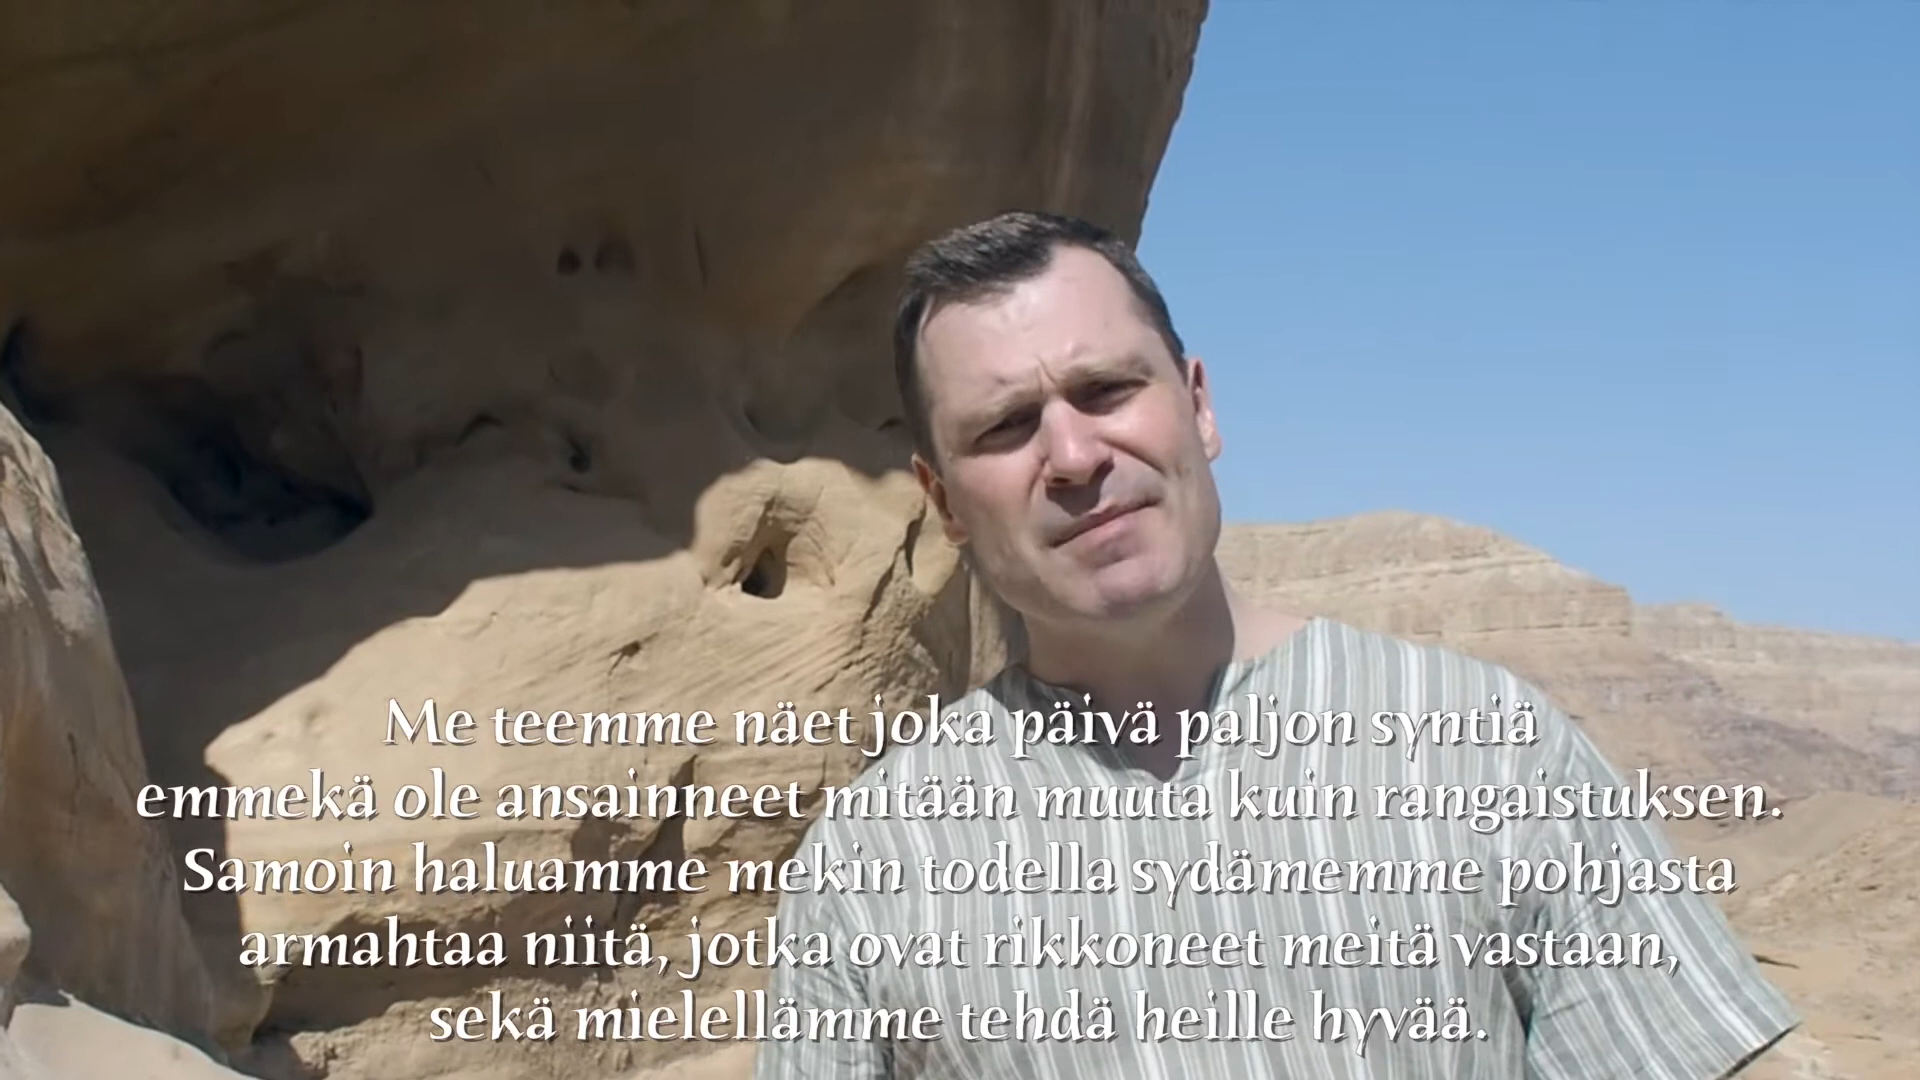 Me teemme näet joka päivä paljon syntiä
emmekä ole ansainneet mitään muuta kuin rangaistuksen.
Samoin haluamme mekin todella sydämemme pohjasta
armahtaa niitä, jotka ovat rikkoneet meitä vastaan,
sekä mielellämme tehdä heille hyvää.